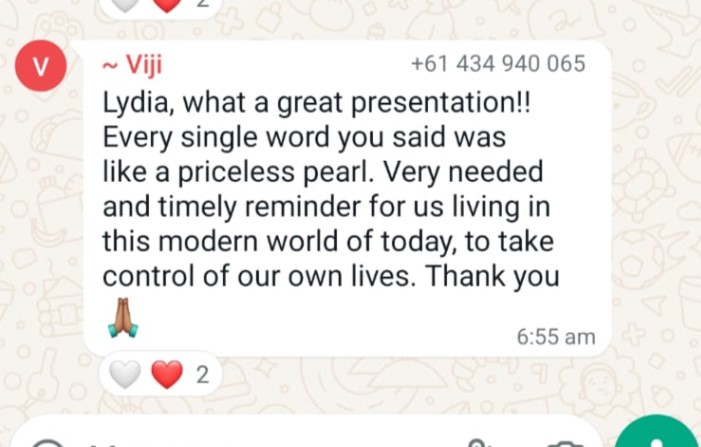 2
V
~ Viji
+61 434 940 065
Lydia, what a great presentation!!
Every single word you said was
like a priceless pearl. Very needed
and timely reminder for us living in
this modern world of today, to take
control of our own lives. Thank you
🙏🏾
6:55 am
2